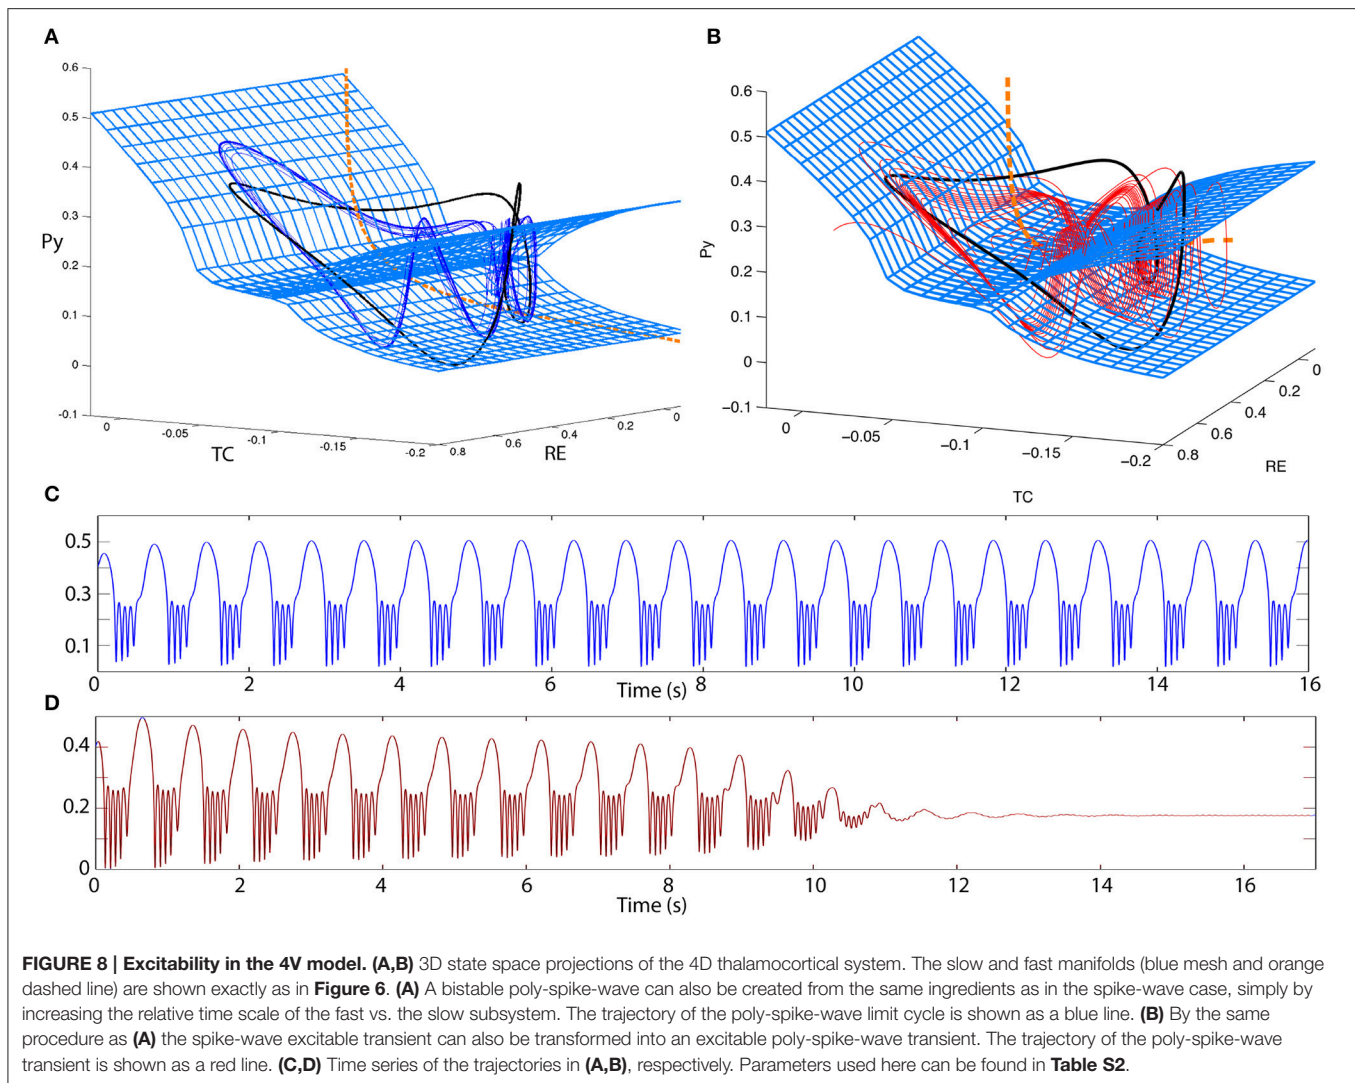 A
B
0.6
0.5
0.4
0.3
0.2
0.1
0
-0.1
Py
0
-0.05
-0.1
-0.15
-0.2
TC
0.8
0.6
0.4
0.2
0
RE
0.6
0.5
0.4
0.3
0.2
0.1
0
−0.1
Py
0
−0.05
−0.1
−0.15
−0.2
TC
0.8
0.6
0.4
0.2
0
RE
C
0.5
0.3
0.1
0 2 4 6 8 10 12 14 16
Time (s)
D
0.4
0.2
0
0 2 4 6 8 10 12 14 16
Time (s)
FIGURE 8 | Excitability in the 4V model. (A,B) 3D state space projections of the 4D thalamocortical system. The slow and fast manifolds (blue mesh and orange
dashed line) are shown exactly as in Figure 6. (A) A bistable poly-spike-wave can also be created from the same ingredients as in the spike-wave case, simply by
increasing the relative time scale of the fast vs. the slow subsystem. The trajectory of the poly-spike-wave limit cycle is shown as a blue line. (B) By the same
procedure as (A) the spike-wave excitable transient can also be transformed into an excitable poly-spike-wave transient. The trajectory of the poly-spike-wave
transient is shown as a red line. (C,D) Time series of the trajectories in (A,B), respectively. Parameters used here can be found in Table S2.